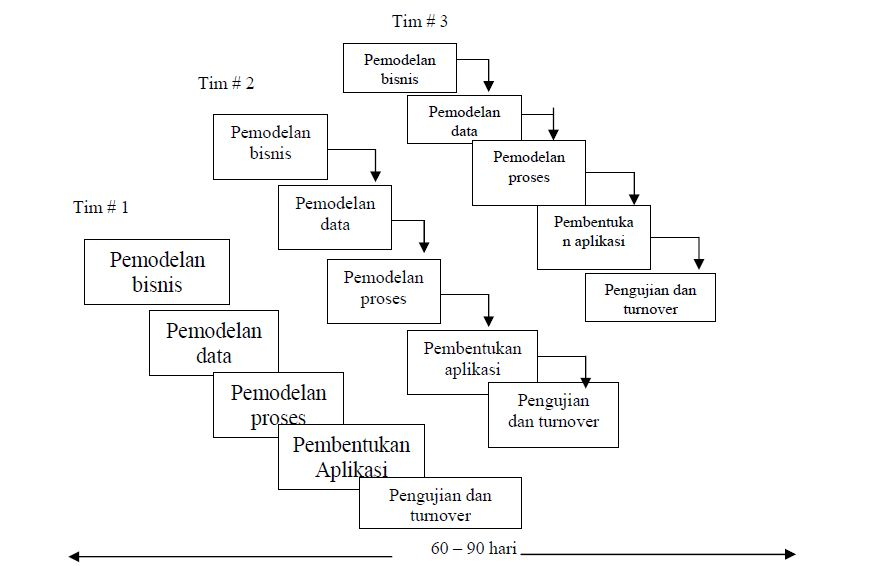 Tim # 3
Pemodelan
bisnis
Pemodelan
data
Pemodelan
proses
Pembentuka
n aplikasi
Pengujian dan
turnover
Tim # 2
Pemodelan
bisnis
Pemodelan
data
Pemodelan
proses
Pembentukan
aplikasi
Pengujian
dan turnover
Tim # 1
Pemodelan
bisnis
Pemodelan
data
Pemodelan
proses
Pembentukan
Aplikasi
Pengujian dan
turnover
60 – 90 hari